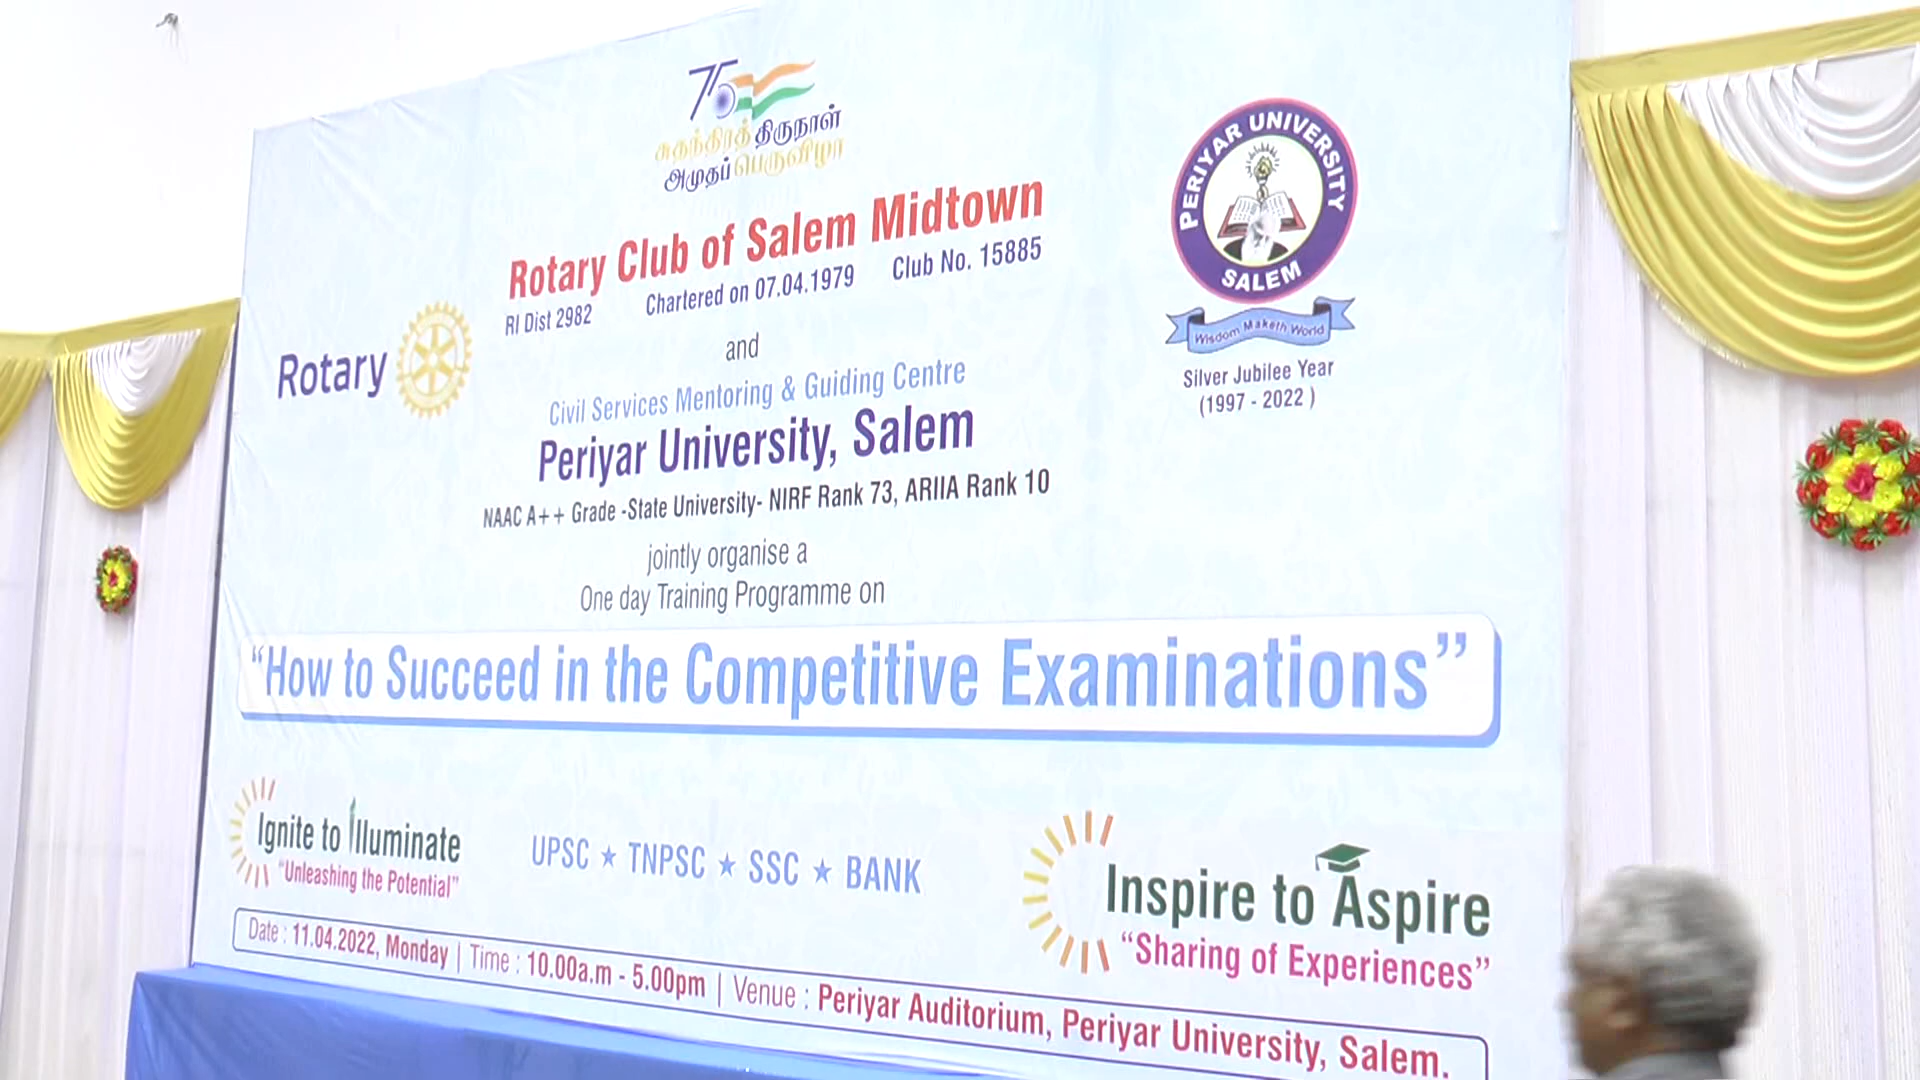 75
சுதந்திரத் திருநாள்
அமுதப் பெருவிழா
Rotary Club of Salem Midtown
RI Dist 2982 Chartered on 07.04.1979 Club No. 15885
and
Civil Services Mentoring & Guiding Centre
Periyar University, Salem
NAAC A++ Grade -State University- NIRF Rank 73, ARIIA Rank 10
jointly organise a
One day Training Programme on
Rotary
PERIYAR UNIVERSITY
SALEM
Wisdom Maketh World
Silver Jubilee Year
(1997 - 2022 )
"How to Succeed in the Competitive Examinations"
Ignite to Illuminate
"Unleashing the Potential"
UPSC ★ TNPSC ★ SSC ★ BANK
Inspire to Aspire
"Sharing of Experiences"
Date : 11.04.2022, Monday | Time : 10.00a.m - 5.00pm | Venue : Periyar Auditorium, Periyar University, Salem.